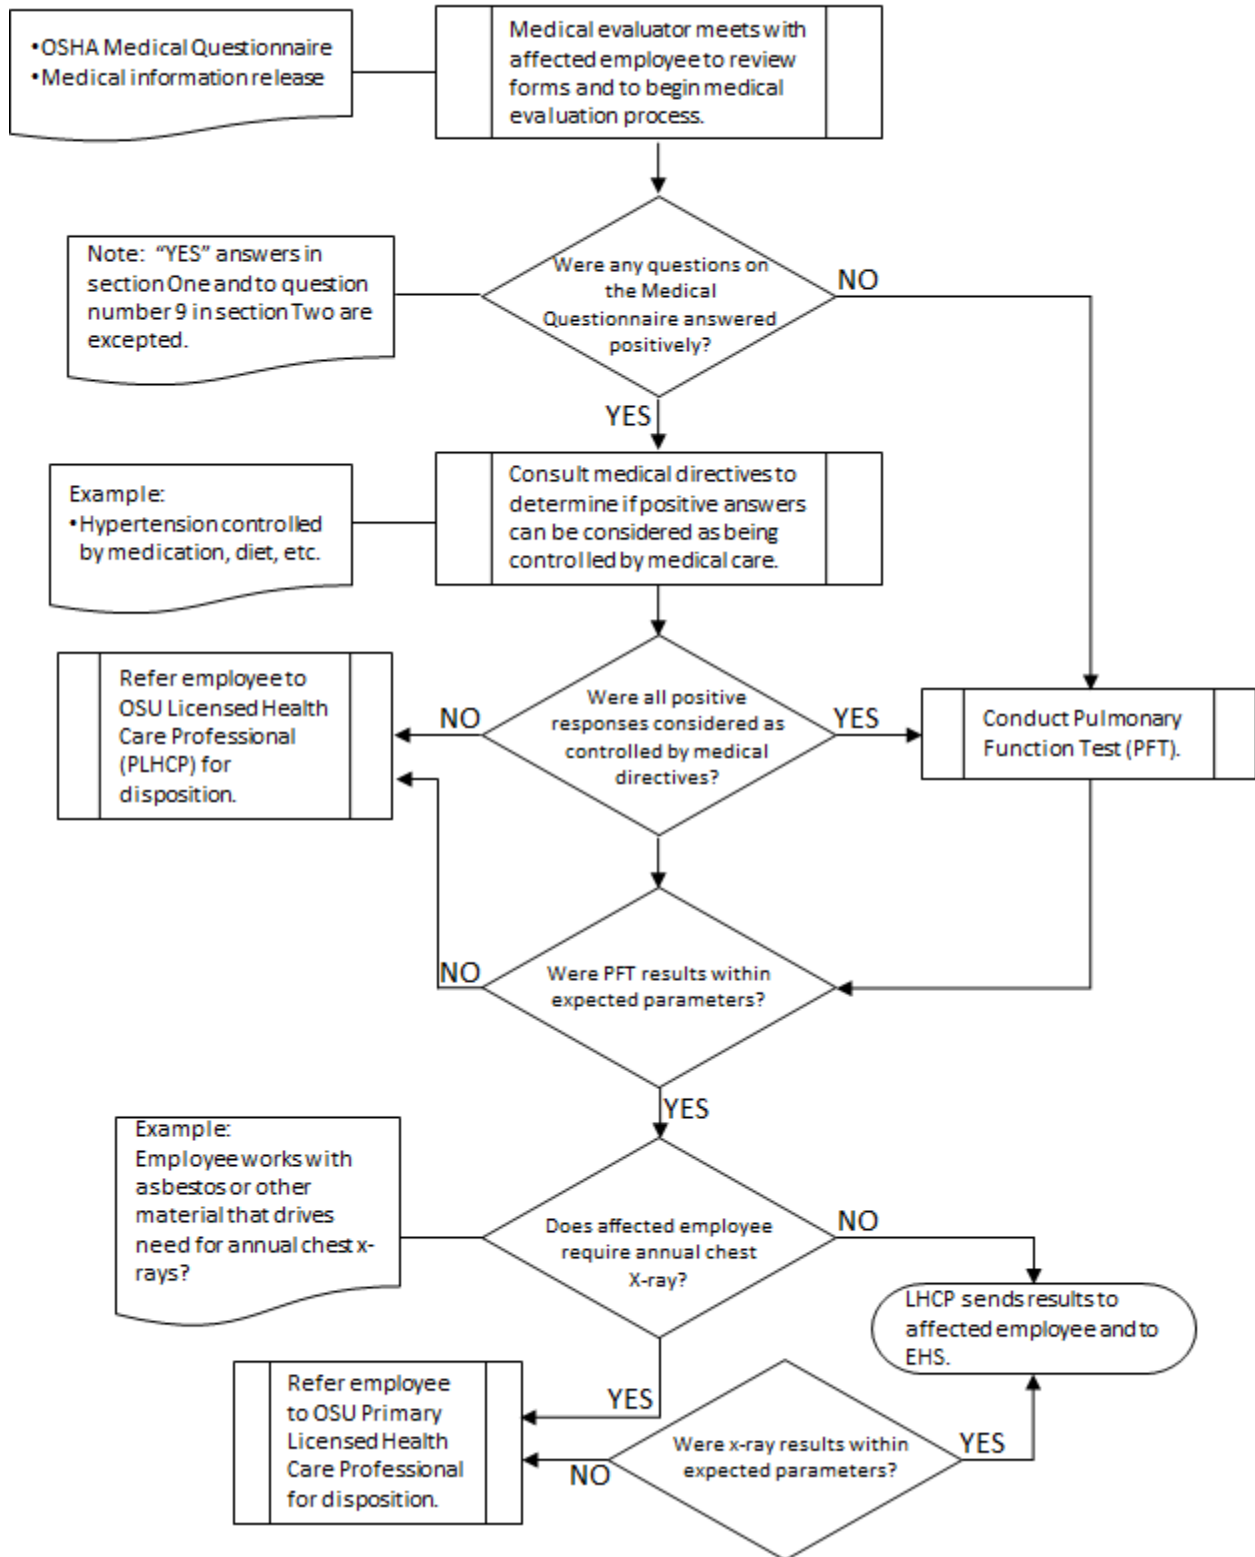 •OSHA Medical Questionnaire
•Medical information release
Medical evaluator meets with
affected employee to review
forms and to begin medical
evaluation process.
Note: “YES” answers in
section One and to question
number 9 in section Two are
excepted.
Were any questions on
the Medical
Questionnaire answered
positively?
NO
YES
Example:
•Hypertension controlled
by medication, diet, etc.
Consult medical directives to
determine if positive answers
can be considered as being
controlled by medical care.
Refer employee to
OSU Licensed Health
Care Professional
(PLHCP) for
disposition.
NO
Were all positive
responses considered as
controlled by medical
directives?
YES
Conduct Pulmonary
Function Test (PFT).
NO
Were PFT results within
expected parameters?
YES
Example:
Employee works with
asbestos or other
material that drives
need for annual chest x-
rays?
Does affected employee
require annual chest
X-ray?
NO
LHCP sends results to
affected employee and to
EHS.
YES
Refer employee
to OSU Primary
Licensed Health
Care Professional
for disposition.
NO
Were x-ray results within
expected parameters?
YES